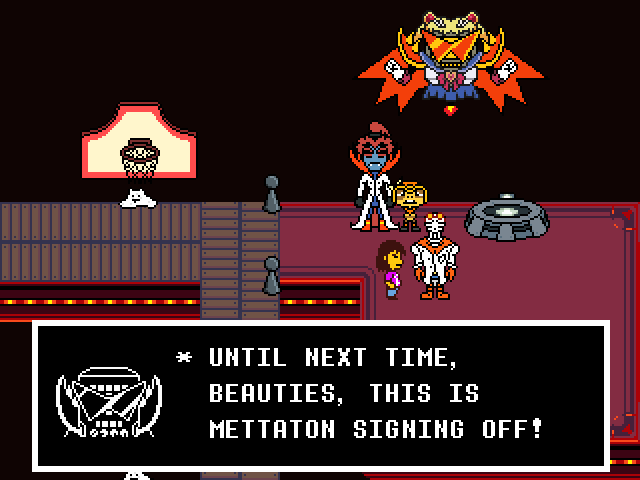 * UNTIL NEXT TIME,
BEAUTIES, THIS IS
METTATON SIGNING OFF!